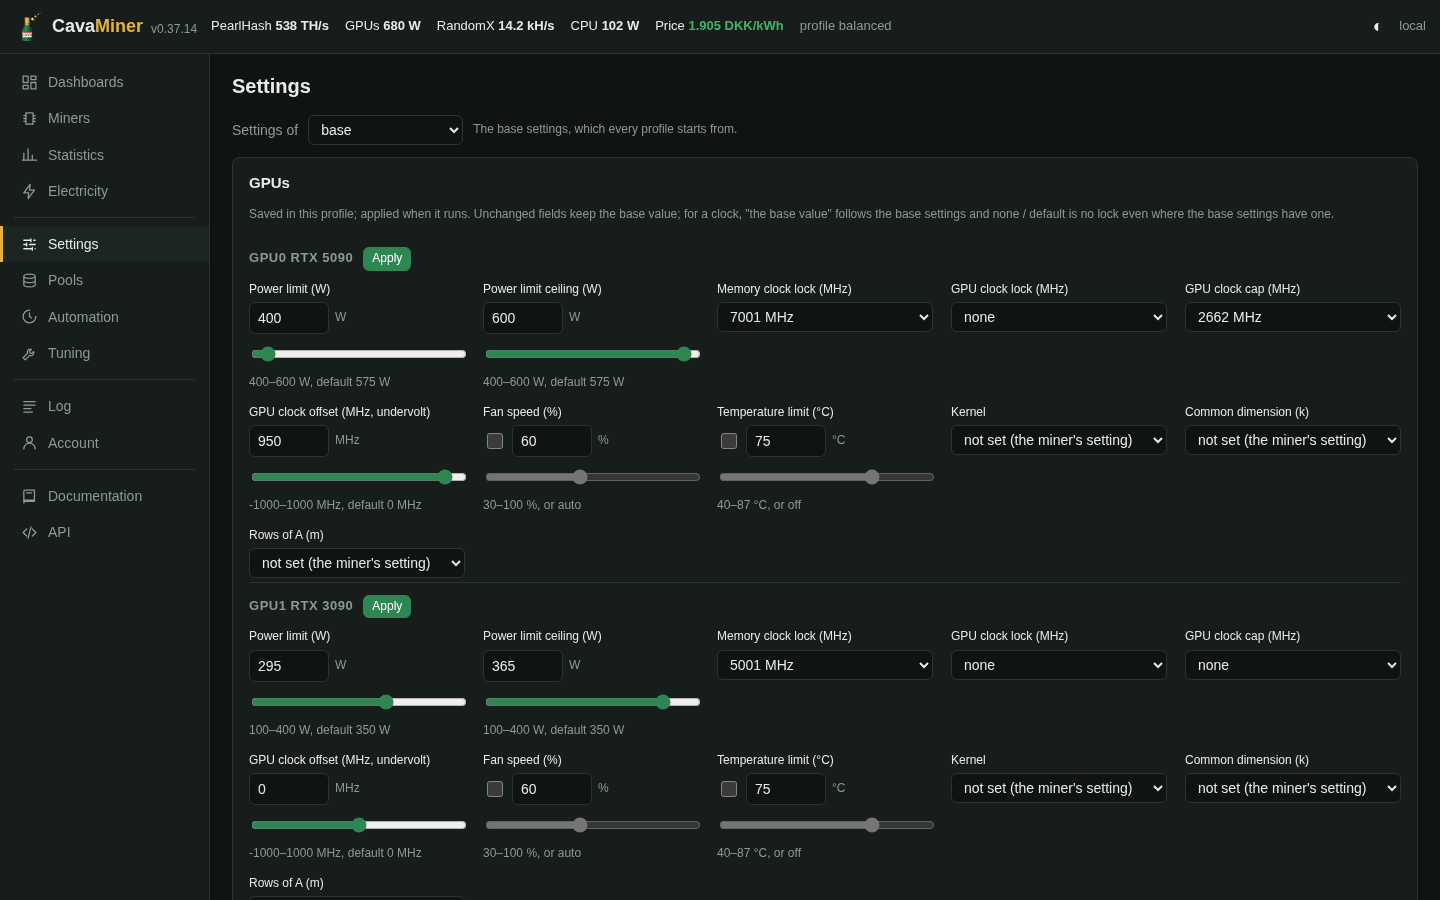 CavaMiner v0.37.14 PearlHash 538 TH/s GPUs 680 W RandomX 14.2 kH/s CPU 102 W Price 1.905 DKK/kWh profile balanced local
Dashboards
Miners
Statistics
Electricity
Settings
Pools
Automation
Tuning
Log
Account
Documentation
API
Settings
Settings of base The base settings, which every profile starts from.
GPUs
Saved in this profile; applied when it runs. Unchanged fields keep the base value; for a clock, "the base value" follows the base settings and none / default is no lock even where the base settings have one.
GPU0 RTX 5090 Apply
Power limit (W) Power limit ceiling (W) Memory clock lock (MHz) GPU clock lock (MHz) GPU clock cap (MHz)
400 W 600 W 7001 MHz none 2662 MHz
400–600 W, default 575 W 400–600 W, default 575 W
GPU clock offset (MHz, undervolt) Fan speed (%) Temperature limit (°C) Kernel Common dimension (k)
950 MHz 60 % 75 °C not set (the miner's setting) not set (the miner's setting)
-1000–1000 MHz, default 0 MHz 30–100 %, or auto 40–87 °C, or off
Rows of A (m)
not set (the miner's setting)
GPU1 RTX 3090 Apply
Power limit (W) Power limit ceiling (W) Memory clock lock (MHz) GPU clock lock (MHz) GPU clock cap (MHz)
295 W 365 W 5001 MHz none none
100–400 W, default 350 W 100–400 W, default 350 W
GPU clock offset (MHz, undervolt) Fan speed (%) Temperature limit (°C) Kernel Common dimension (k)
0 MHz 60 % 75 °C not set (the miner's setting) not set (the miner's setting)
-1000–1000 MHz, default 0 MHz 30–100 %, or auto 40–87 °C, or off
Rows of A (m)